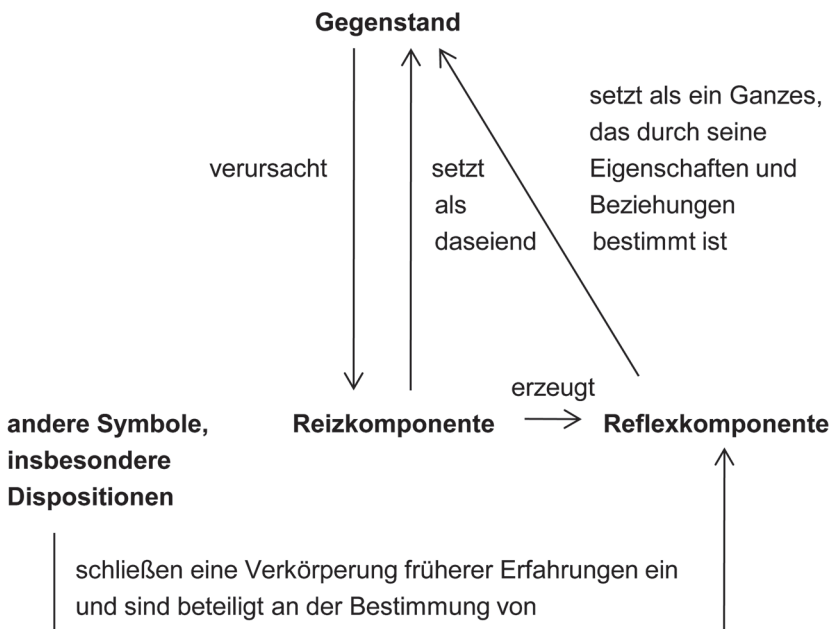 Gegenstand
verursacht
setzt
als
daseiend
setzt als ein Ganzes,
das durch seine
Eigenschaften und
Beziehungen
bestimmt ist
erzeugt
andere Symbole,
insbesondere
Dispositionen
Reizkomponente
Reflexkomponente
schließen eine Verkörperung früherer Erfahrungen ein
und sind beteiligt an der Bestimmung von